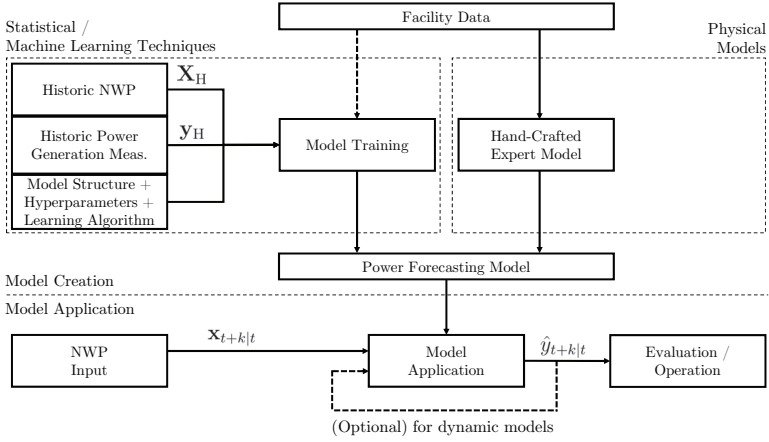 Facility Data
Statistical /
Machine Learning Techniques
Physical
Models
Historic NWP
X_H
Historic Power
Generation Meas.
y_H
Model Structure +
Hyperparameters +
Learning Algorithm
Model Training
Hand-Crafted
Expert Model
Power Forecasting Model
Model Creation
Model Application
NWP
Input
x_{t+k|t}
Model
Application
ŷ_{t+k|t}
Evaluation /
Operation
(Optional) for dynamic models